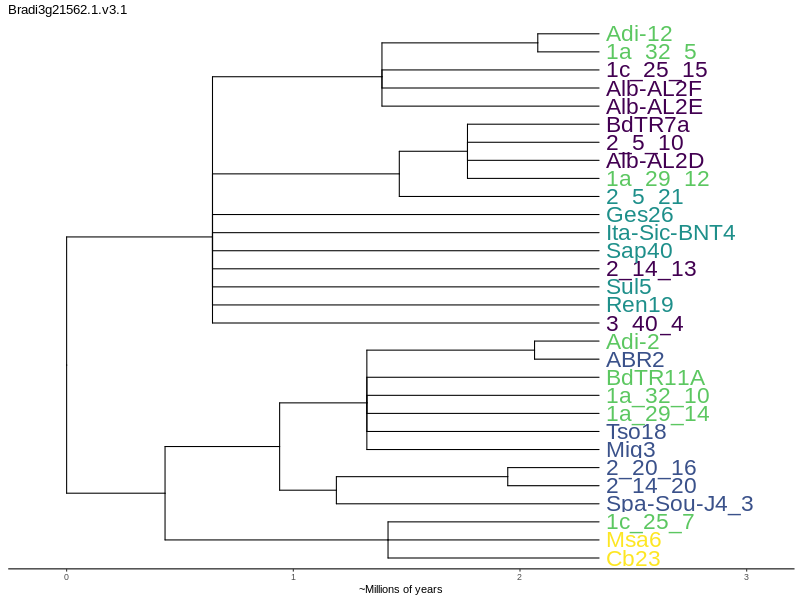 Bradi3g21562.1.v3.1
Adi-12
1a_32_5
1c_25_15
Alb-AL2F
Alb-AL2E
BdTR7a
2_5_10
Alb-AL2D
1a_29_12
2_5_21
Ges26
Ita-Sic-BNT4
Sap40
2_14_13
Sul5
Ren19
3_40_4
Adi-2
ABR2
BdTR11A
1a_32_10
1a_29_14
Tso18
Mig3
2_20_16
2_14_20
Spa-Sou-J4_3
1c_25_7
Msa6
Cb23
0 1 2 3
~Millions of years